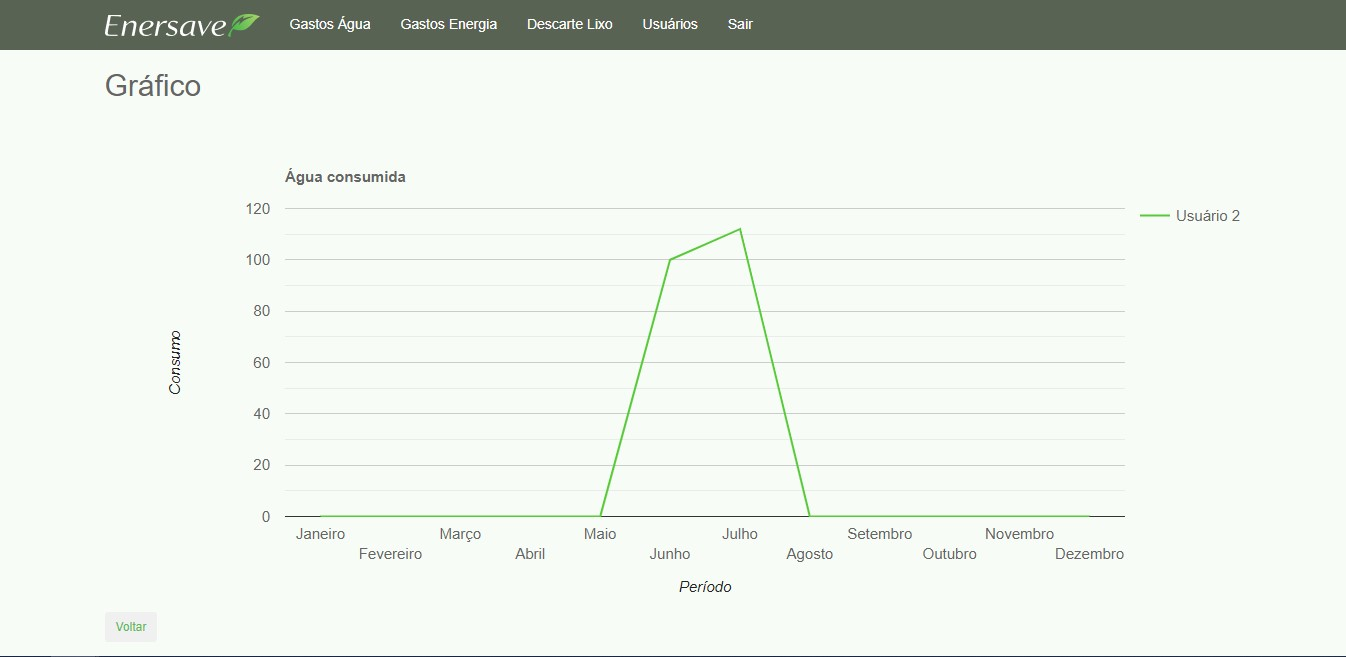 Enersave Gastos Água Gastos Energia Descarte Lixo Usuários Sair
Gráfico
Água consumida
120
100
80
60
40
20
0
Consumo
Usuário 2
Janeiro Março Maio Julho Setembro Novembro
Fevereiro Abril Junho Agosto Outubro Dezembro
Período
Voltar